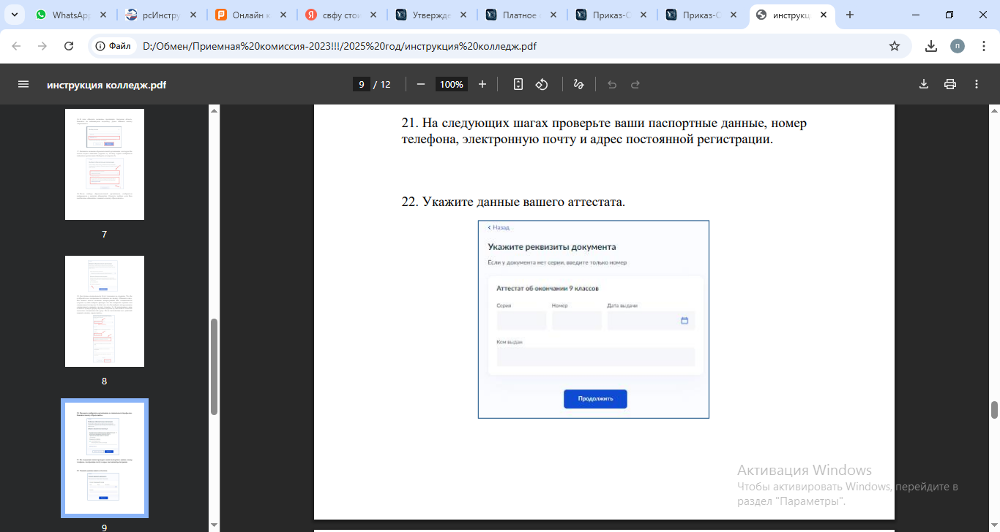 WhatsApp
рсИнстру
Онлайн к
свфу стои
Утвержде
Платное
Приказ-С
Приказ-С
инструкц
Файл
D:/Обмен/Приемная%20комиссия-2023!!!/2025%20год/инструкция%20колледж.pdf
п
инструкция колледж.pdf
9 / 12
100%
7
8
9
21. На следующих шагах проверьте ваши паспортные данные, номер
телефона, электронную почту и адрес постоянной регистрации.
22. Укажите данные вашего аттестата.
Назад
Укажите реквизиты документа
Если у документа нет серии, введите только номер
Аттестат об окончании 9 классов
Серия Номер Дата выдачи
Кем выдан
Продолжить
Активация Windows
Чтобы активировать Windows, перейдите в
раздел "Параметры".